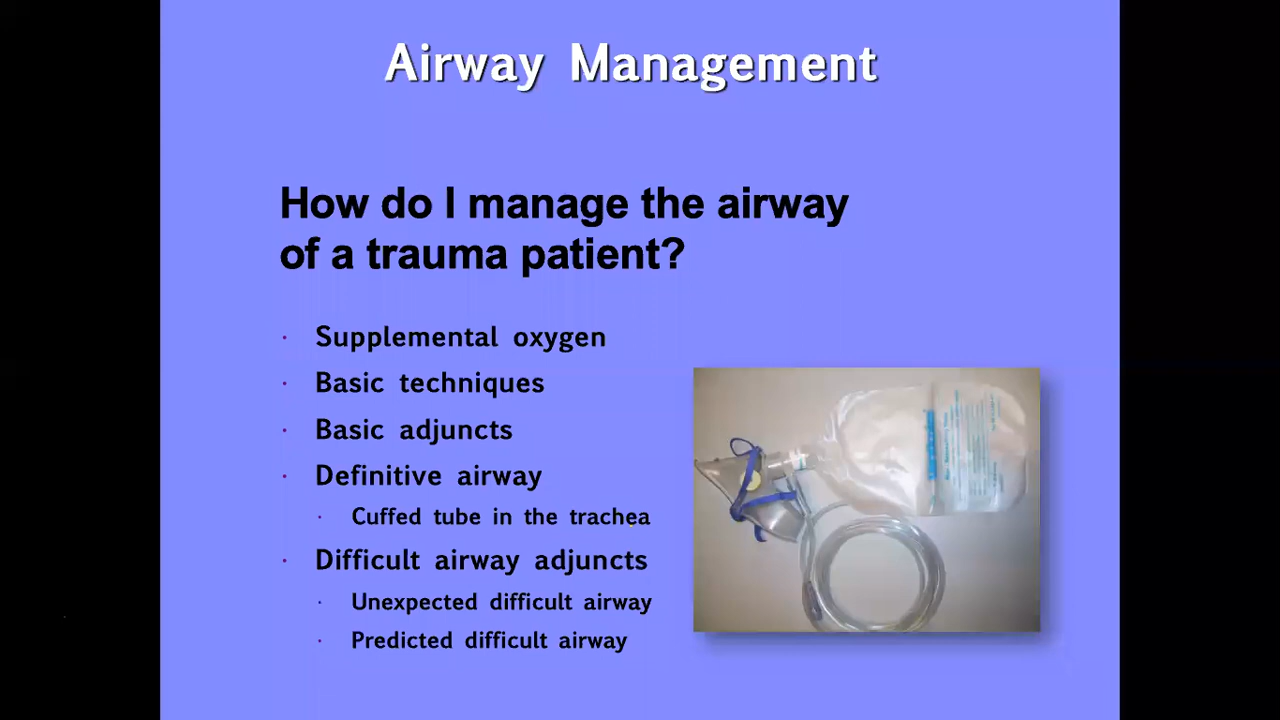 Airway Management
How do I manage the airway
of a trauma patient?
· Supplemental oxygen
· Basic techniques
· Basic adjuncts
· Definitive airway
· Cuffed tube in the trachea
· Difficult airway adjuncts
· Unexpected difficult airway
· Predicted difficult airway